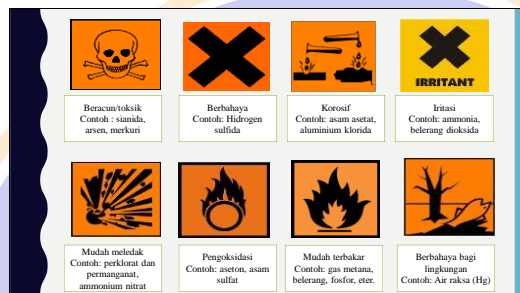 IRRITANT
Beracun/toksik
Contoh : sianida,
arsen, merkuri
Berbahaya
Contoh: Hidrogen
sulfida
Korosif
Contoh: asam asetat,
aluminium klorida
Iritasi
Contoh: ammonia,
belerang dioksida
Mudah meledak
Contoh: perklorat dan
permanganat,
ammonium nitrat
Pengoksidasi
Contoh: aseton, asam
sulfat
Mudah terbakar
Contoh: gas metana,
belerang, fosfor, eter.
Berbahaya bagi
lingkungan
Contoh: Air raksa (Hg)